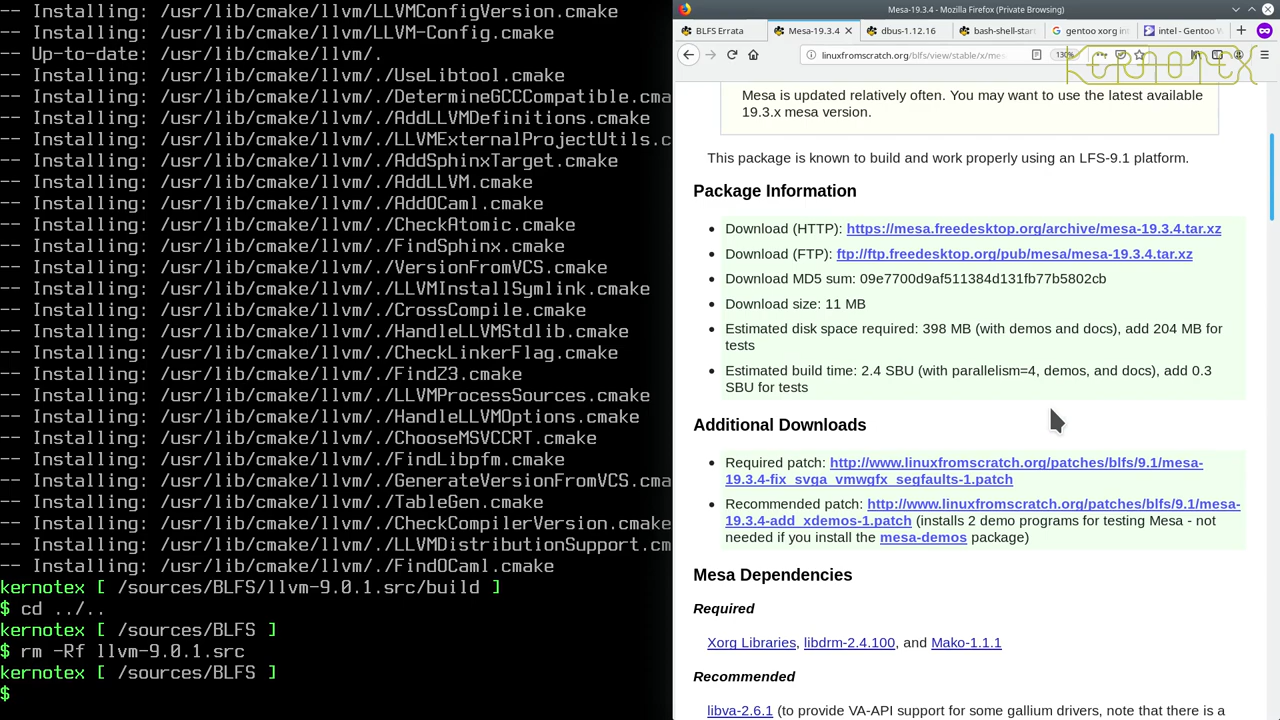 -- Installing: /usr/lib/cmake/llvm/LLVMConfigVersion.cmake
-- Installing: /usr/lib/cmake/llvm/LLVM-Config.cmake
-- Up-to-date: /usr/lib/cmake/llvm/.
-- Installing: /usr/lib/cmake/llvm/./UseLibtool.cmake
-- Installing: /usr/lib/cmake/llvm/./DetermineGCCCompatible.cma
-- Installing: /usr/lib/cmake/llvm/./AddLLVMDefinitions.cmake
-- Installing: /usr/lib/cmake/llvm/./LLVMExternalProjectUtils.c
-- Installing: /usr/lib/cmake/llvm/./AddSphinxTarget.cmake
-- Installing: /usr/lib/cmake/llvm/./AddLLVM.cmake
-- Installing: /usr/lib/cmake/llvm/./AddOCaml.cmake
-- Installing: /usr/lib/cmake/llvm/./CheckAtomic.cmake
-- Installing: /usr/lib/cmake/llvm/./FindSphinx.cmake
-- Installing: /usr/lib/cmake/llvm/./VersionFromVCS.cmake
-- Installing: /usr/lib/cmake/llvm/./LLVMInstallSymlink.cmake
-- Installing: /usr/lib/cmake/llvm/./CrossCompile.cmake
-- Installing: /usr/lib/cmake/llvm/./HandleLLVMStdlib.cmake
-- Installing: /usr/lib/cmake/llvm/./CheckLinkerFlag.cmake
-- Installing: /usr/lib/cmake/llvm/./FindZ3.cmake
-- Installing: /usr/lib/cmake/llvm/./LLVMProcessSources.cmake
-- Installing: /usr/lib/cmake/llvm/./HandleLLVMOptions.cmake
-- Installing: /usr/lib/cmake/llvm/./ChooseMSVCCRT.cmake
-- Installing: /usr/lib/cmake/llvm/./FindLibpfm.cmake
-- Installing: /usr/lib/cmake/llvm/./GenerateVersionFromVCS.cmake
-- Installing: /usr/lib/cmake/llvm/./TableGen.cmake
-- Installing: /usr/lib/cmake/llvm/./CheckCompilerVersion.cmake
-- Installing: /usr/lib/cmake/llvm/./LLVMDistributionSupport.cm
-- Installing: /usr/lib/cmake/llvm/./FindOCaml.cmake
kernotex [ /sources/BLFS/llvm-9.0.1.src/build ]
$ cd ../..
kernotex [ /sources/BLFS ]
$ rm -Rf llvm-9.0.1.src
kernotex [ /sources/BLFS ]
$
Mesa-19.3.4 - Mozilla Firefox (Private Browsing)
BLFS Errata
Mesa-19.3.4
dbus-1.12.16
bash-shell-start
gentoo xorg in
intel - Gentoo W
linuxfromscratch.org/blfs/view/stable/x/mes
130%
KERNOTEX
Mesa is updated relatively often. You may want to use the latest available
19.3.x mesa version.
This package is known to build and work properly using an LFS-9.1 platform.
Package Information
• Download (HTTP): https://mesa.freedesktop.org/archive/mesa-19.3.4.tar.xz
• Download (FTP): ftp://ftp.freedesktop.org/pub/mesa/mesa-19.3.4.tar.xz
• Download MD5 sum: 09e7700d9af511384d131fb77b5802cb
• Download size: 11 MB
• Estimated disk space required: 398 MB (with demos and docs), add 204 MB for
tests
• Estimated build time: 2.4 SBU (with parallelism=4, demos, and docs), add 0.3
SBU for tests
Additional Downloads
• Required patch: http://www.linuxfromscratch.org/patches/blfs/9.1/mesa-
19.3.4-fix_svga_vmwgfx_segfaults-1.patch
• Recommended patch: http://www.linuxfromscratch.org/patches/blfs/9.1/mesa-
19.3.4-add_xdemos-1.patch (installs 2 demo programs for testing Mesa - not
needed if you install the mesa-demos package)
Mesa Dependencies
Required
Xorg Libraries, libdrm-2.4.100, and Mako-1.1.1
Recommended
libva-2.6.1 (to provide VA-API support for some gallium drivers, note that there is a